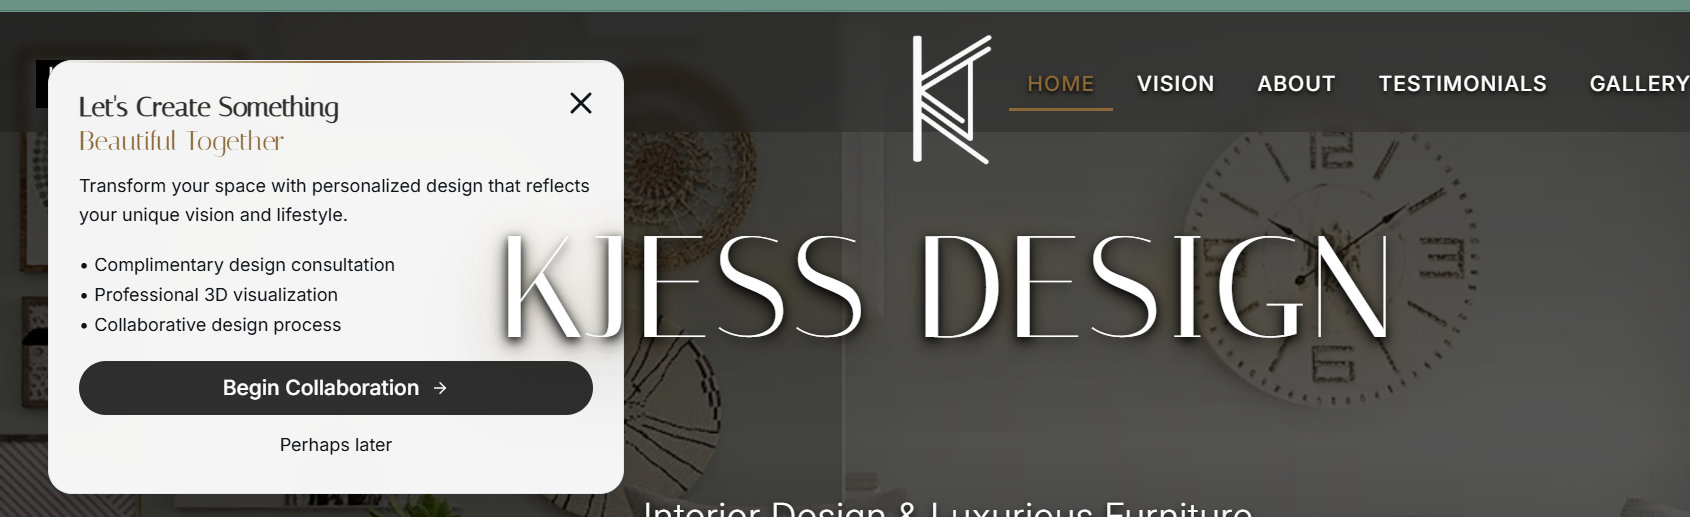 HOME VISION ABOUT TESTIMONIALS GALLERY
Let's Create Something
Beautiful Together
Transform your space with personalized design that reflects
your unique vision and lifestyle.
• Complimentary design consultation
• Professional 3D visualization
• Collaborative design process
Begin Collaboration →
Perhaps later
KJESS DESIGN
Interior Design & Luxurious Furniture